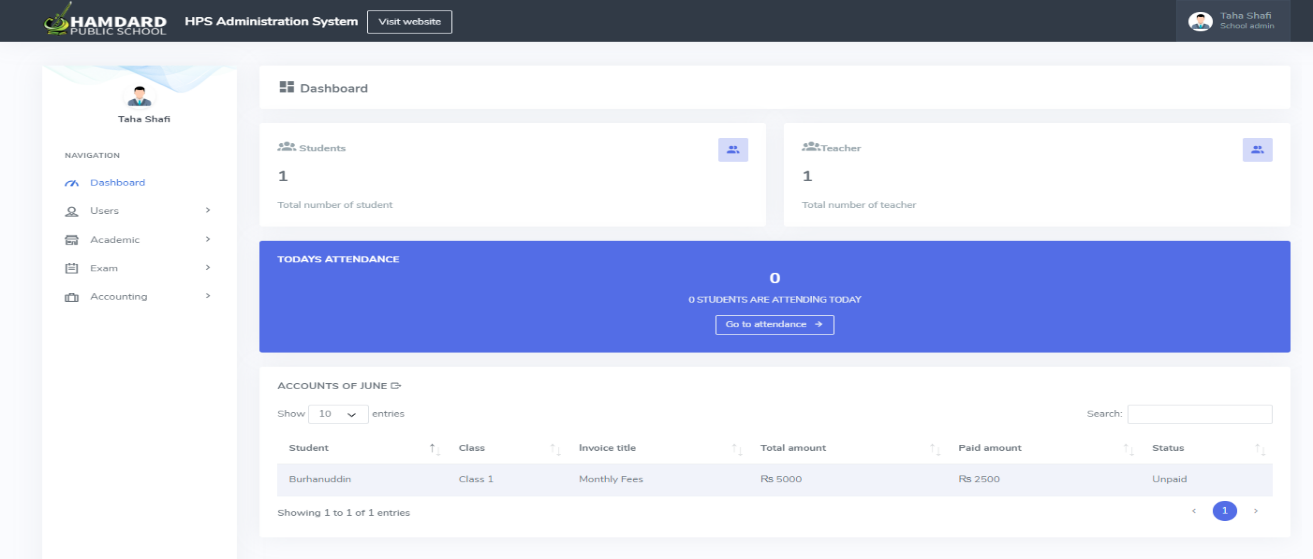 HAMDARD
PUBLIC SCHOOL
HPS Administration System
Visit website
Taha Shafi
School admin
Taha Shafi
NAVIGATION
Dashboard
Users
Academic
Exam
Accounting
Dashboard
Students
1
Total number of student
Teacher
1
Total number of teacher
TODAYS ATTENDANCE
0
0 STUDENTS ARE ATTENDING TODAY
Go to attendance
ACCOUNTS OF JUNE
Show 10 entries
Search:
Student Class Invoice title Total amount Paid amount Status
Burhanuddin Class 1 Monthly Fees Rs 5000 Rs 2500 Unpaid
Showing 1 to 1 of 1 entries
1